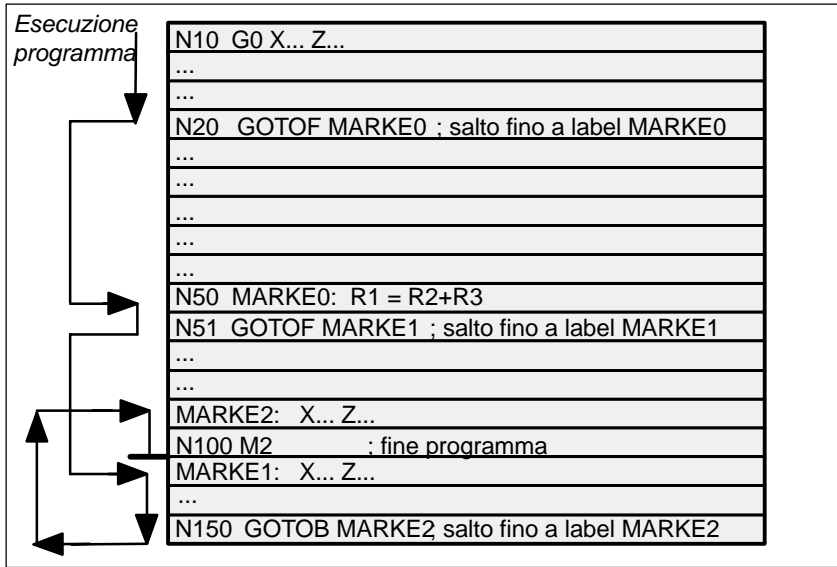 Esecuzione
programma
N10 G0 X... Z...
...
...
N20 GOTOF MARKE0 ; salto fino a label MARKE0
...
...
...
...
...
N50 MARKE0: R1 = R2+R3
N51 GOTOF MARKE1 ; salto fino a label MARKE1
...
...
MARKE2: X... Z...
N100 M2 ; fine programma
MARKE1: X... Z...
...
N150 GOTOB MARKE2; salto fino a label MARKE2